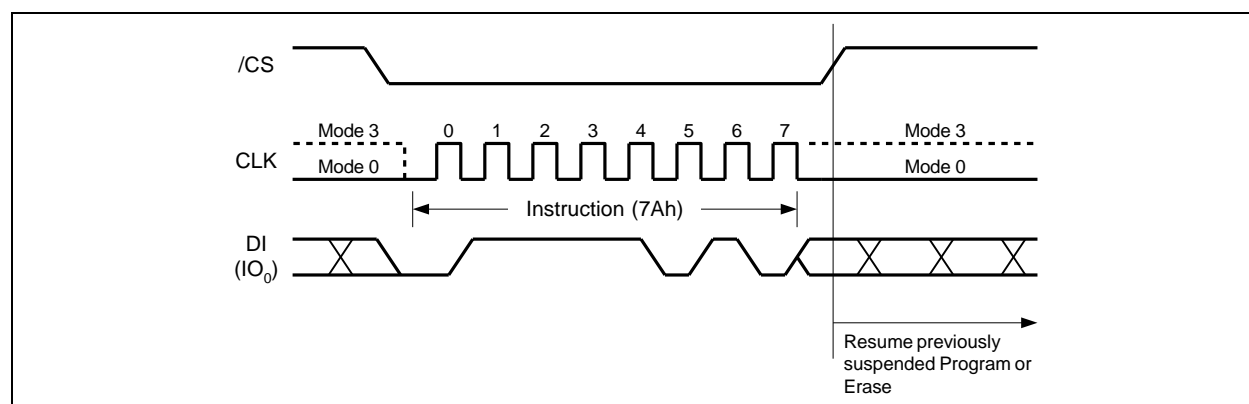 /CS
Mode 3 0 1 2 3 4 5 6 7 Mode 3
CLK Mode 0 Mode 0
Instruction (7Ah)
DI
(IO0)
Resume previously
suspended Program or
Erase